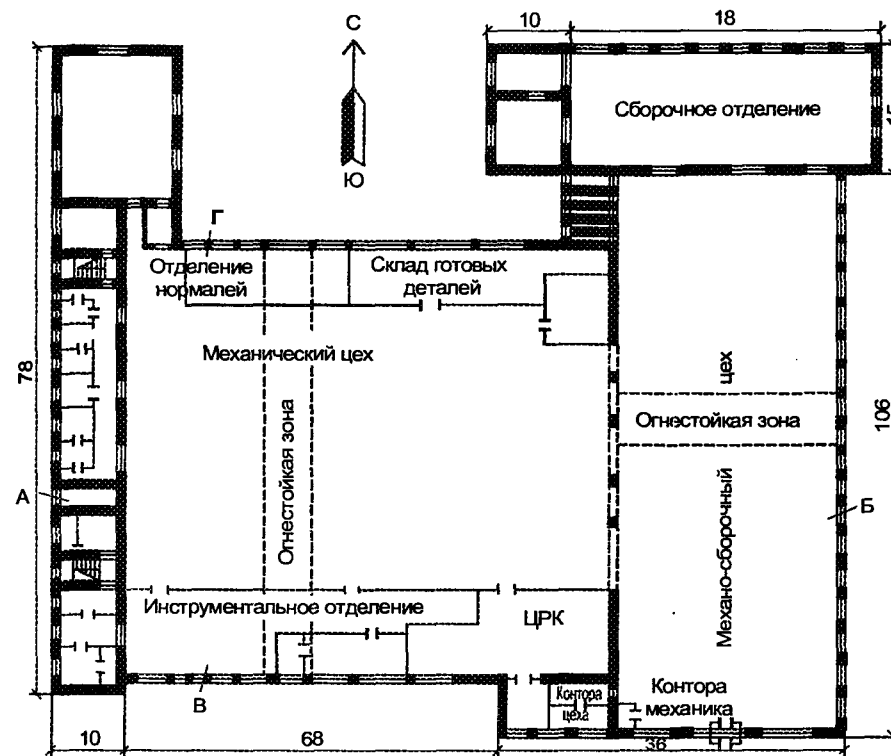 С
10
18
Сборочное отделение
15
Ю
Г
Отделение
нормалей
Склад готовых
деталей
Механический цех
78
цех
Огнестойкая зона
106
Огнестойкая зона
А
Б
Механо-сборочный
Инструментальное отделение
ЦРК
В
Контора
цеха
Контора
механика
10
68
36